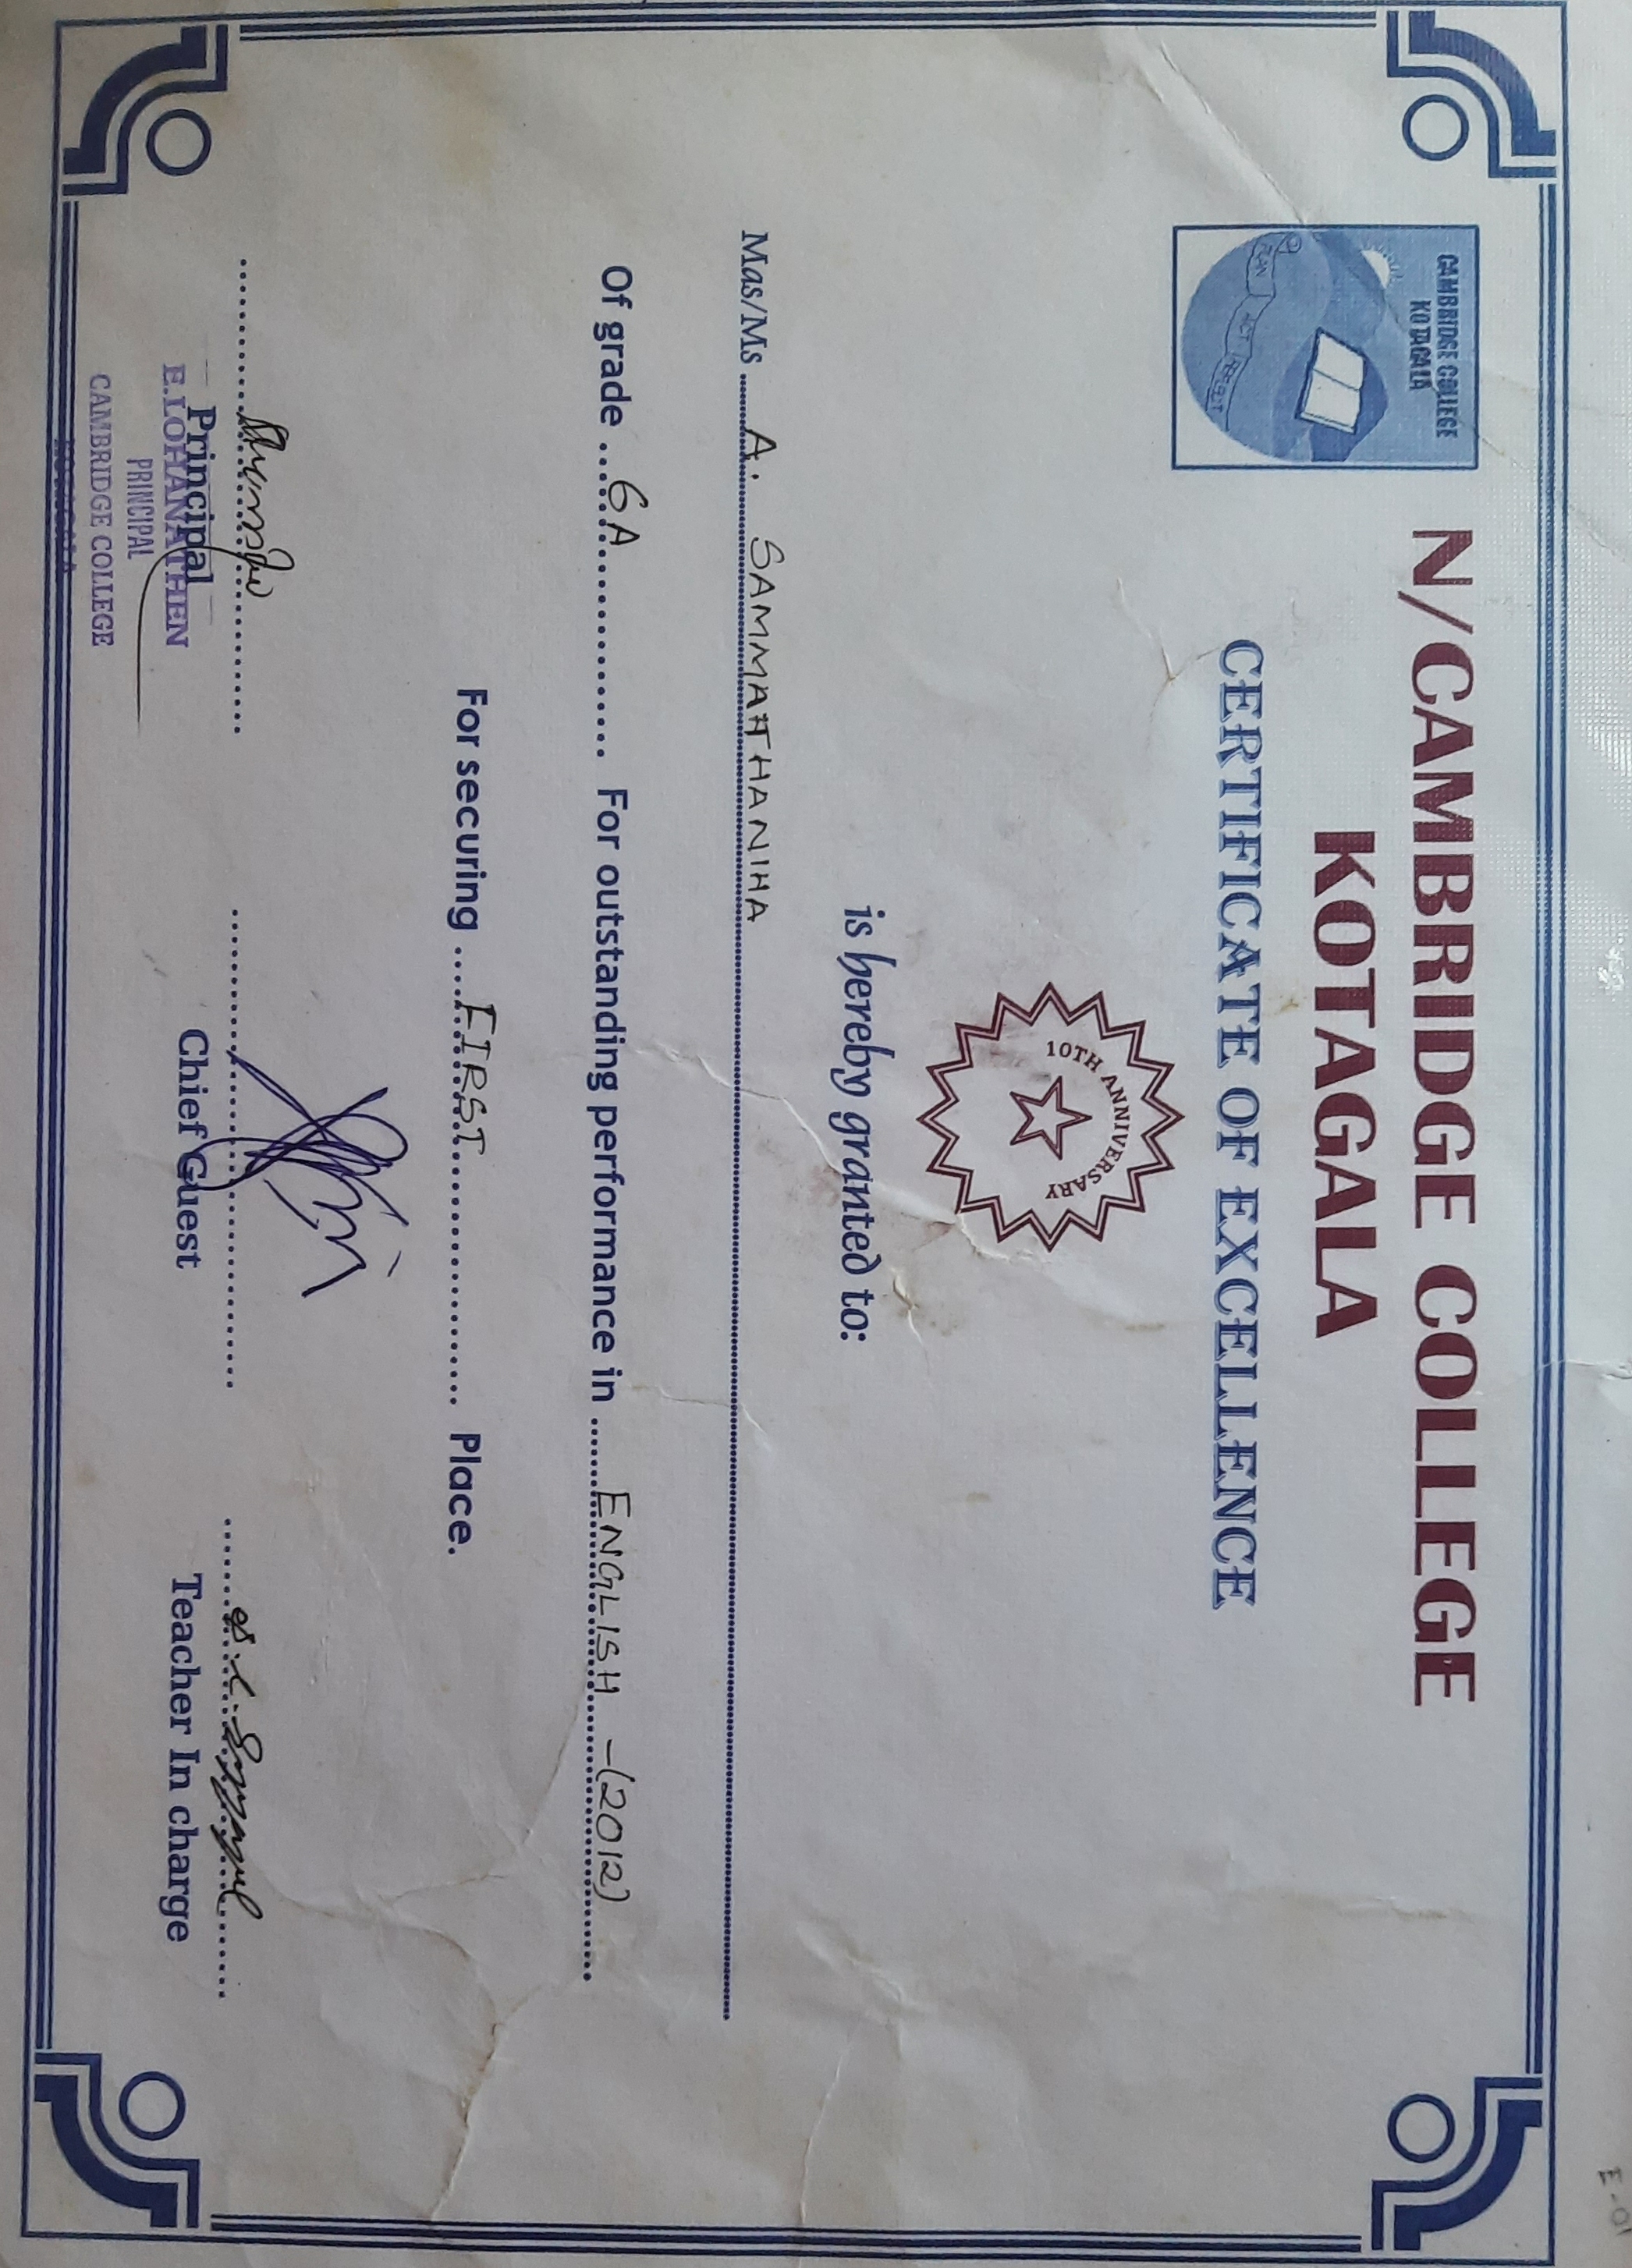 E-01
CAMBRIDGE COLLEGE
KOTAGALA
PLAN ACT REFLECT
N/CAMBRIDGE COLLEGE
KOTAGALA
CERTIFICATE OF EXCELLENCE
10TH ANNIVERSARY
is hereby granted to:
Mas/Ms A. SAMMATHANIHA
Of grade 6A For outstanding performance in ENGLISH -(2012)
For securing FIRST Place.
Principal
E.LOHANATHEN
PRINCIPAL
CAMBRIDGE COLLEGE
KOTAGALA
Chief Guest
Teacher In charge